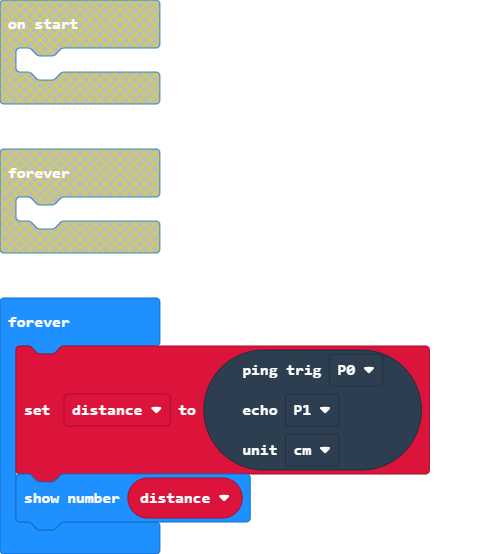 on start
forever
forever
ping trig P0
set distance to echo P1
unit cm
show number distance